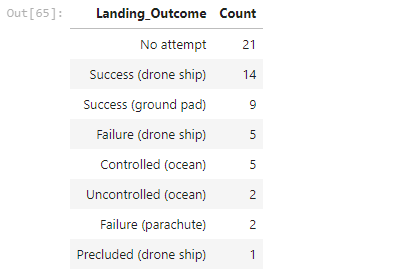 Out[65]: Landing_Outcome Count
No attempt 21
Success (drone ship) 14
Success (ground pad) 9
Failure (drone ship) 5
Controlled (ocean) 5
Uncontrolled (ocean) 2
Failure (parachute) 2
Precluded (drone ship) 1